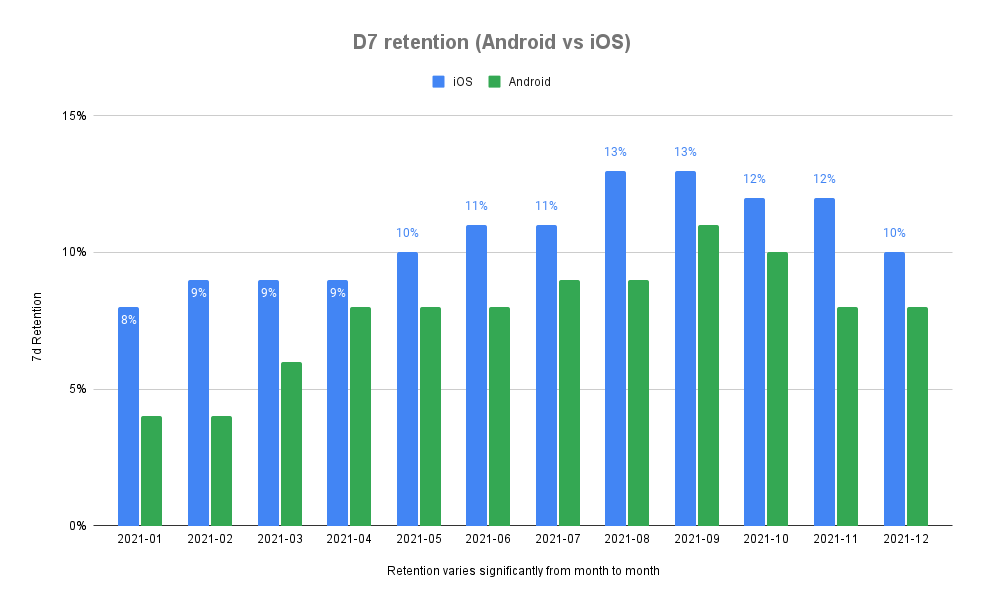 D7 retention (Android vs iOS)
iOS Android
15%
10%
5%
0%
7d Retention
8% 9% 9% 9% 10% 11% 11% 13% 13% 12% 12% 10%
2021-01 2021-02 2021-03 2021-04 2021-05 2021-06 2021-07 2021-08 2021-09 2021-10 2021-11 2021-12
Retention varies significantly from month to month